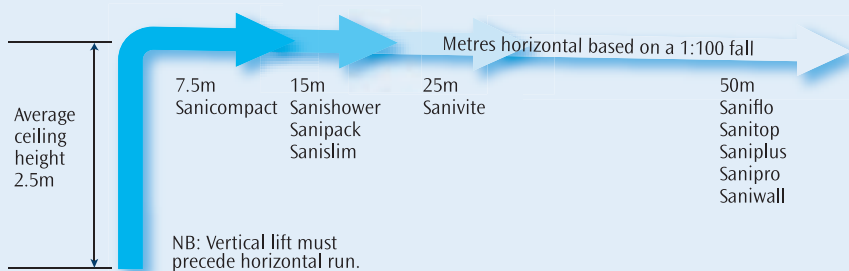 Metres horizontal based on a 1:100 fall
Average
ceiling
height
2.5m
7.5m
Sanicompact
15m
Sanishower
Sanipack
Sanislim
25m
Sanivite
50m
Saniflo
Sanitop
Saniplus
Sanipro
Saniwall
NB: Vertical lift must
precede horizontal run.